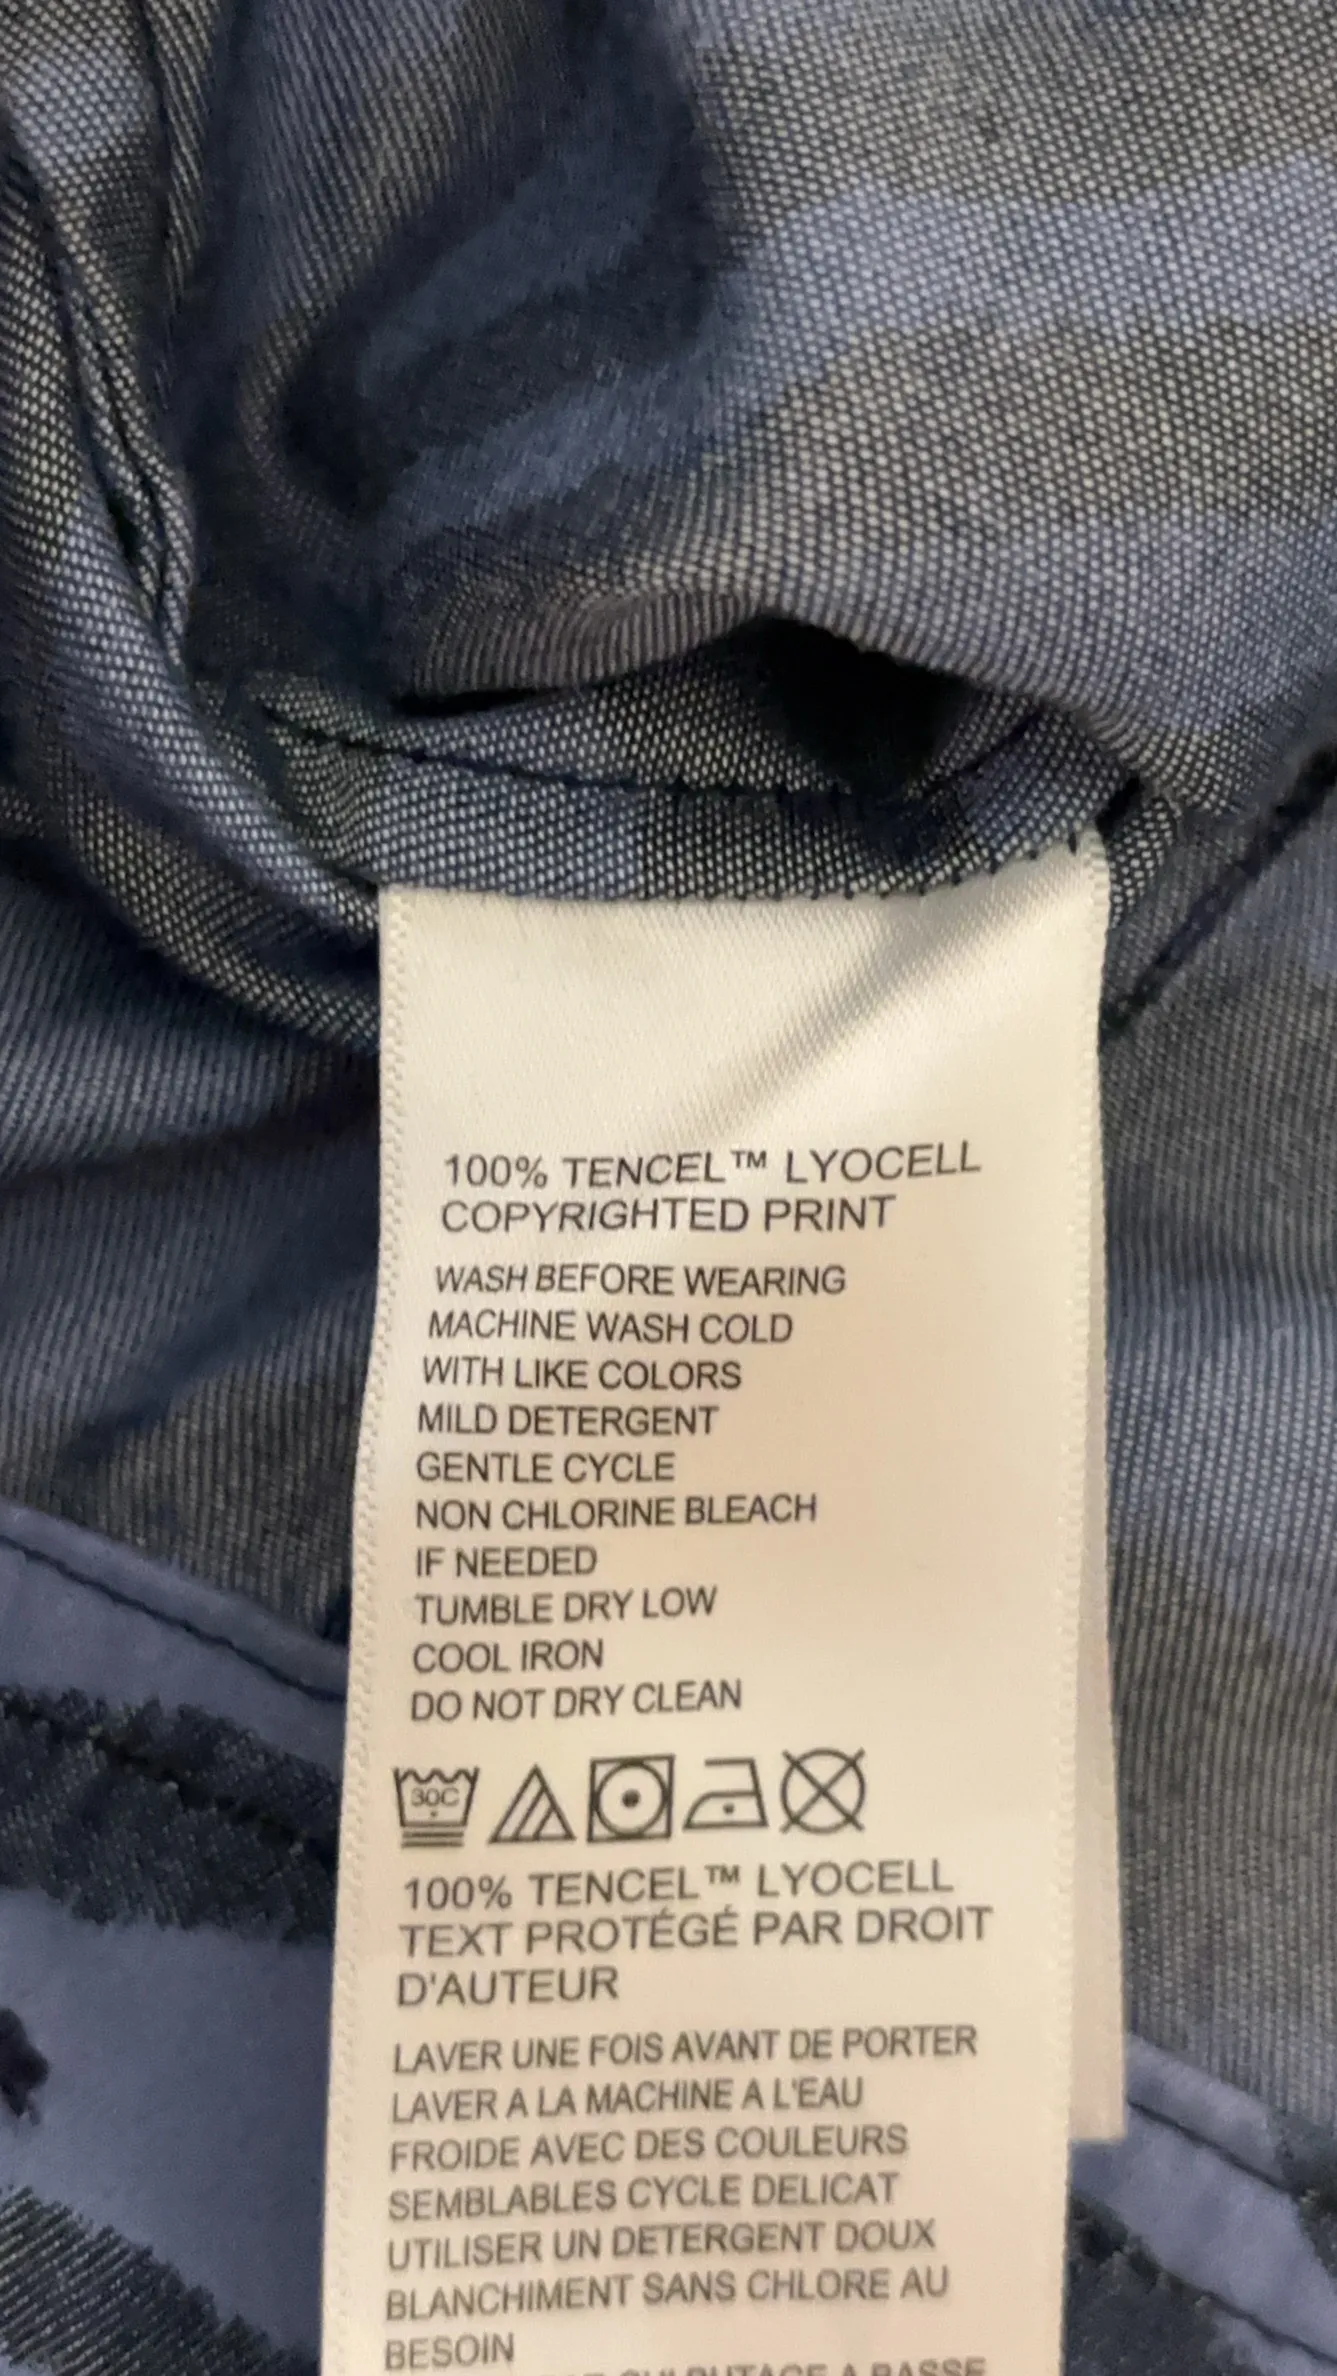 100% TENCEL™ LYOCELL
COPYRIGHTED PRINT
WASH BEFORE WEARING
MACHINE WASH COLD
WITH LIKE COLORS
MILD DETERGENT
GENTLE CYCLE
NON CHLORINE BLEACH
IF NEEDED
TUMBLE DRY LOW
COOL IRON
DO NOT DRY CLEAN
30C
100% TENCEL™ LYOCELL
TEXT PROTÉGÉ PAR DROIT
D'AUTEUR
LAVER UNE FOIS AVANT DE PORTER
LAVER A LA MACHINE A L'EAU
FROIDE AVEC DES COULEURS
SEMBLABLES CYCLE DELICAT
UTILISER UN DETERGENT DOUX
BLANCHIMENT SANS CHLORE AU
BESOIN
A BASSE